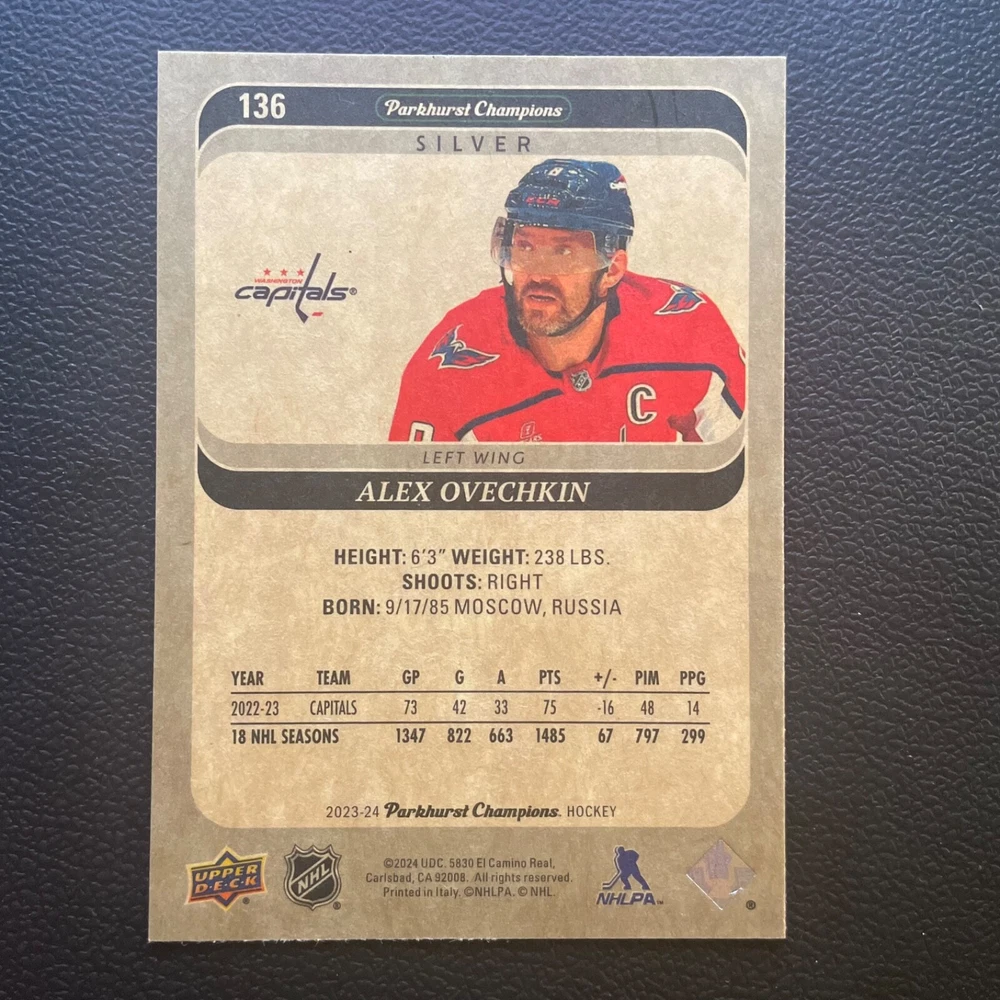 136 Parkhurst Champions
SILVER
8
CCM
WASHINGTON
capitals®
C
LEFT WING
ALEX OVECHKIN
HEIGHT: 6'3" WEIGHT: 238 LBS.
SHOOTS: RIGHT
BORN: 9/17/85 MOSCOW, RUSSIA
YEAR TEAM GP G A PTS +/- PIM PPG
2022-23 CAPITALS 73 42 33 75 -16 48 14
18 NHL SEASONS 1347 822 663 1485 67 797 299
2023-24 Parkhurst Champions. HOCKEY
UPPER
D·E·C·K®
NHL®
©2024 UDC. 5830 El Camino Real,
Carlsbad, CA 92008. All rights reserved.
Printed in Italy. ©NHLPA. © NHL.
NHLPA™
®